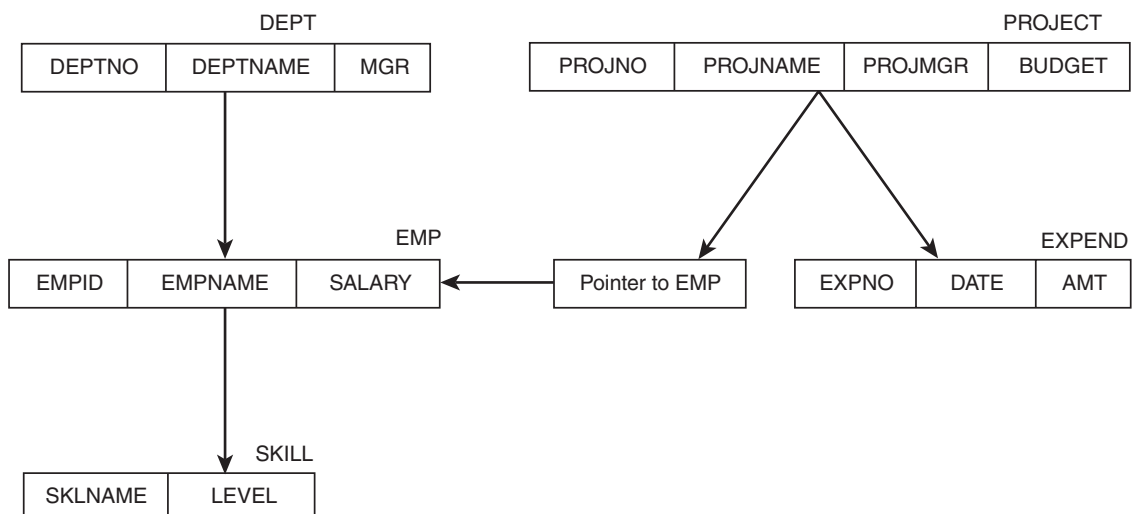 DEPT
DEPTNO DEPTNAME MGR
PROJECT
PROJNO PROJNAME PROJMGR BUDGET
EMP
EMPID EMPNAME SALARY
Pointer to EMP
EXPEND
EXPNO DATE AMT
SKILL
SKLNAME LEVEL